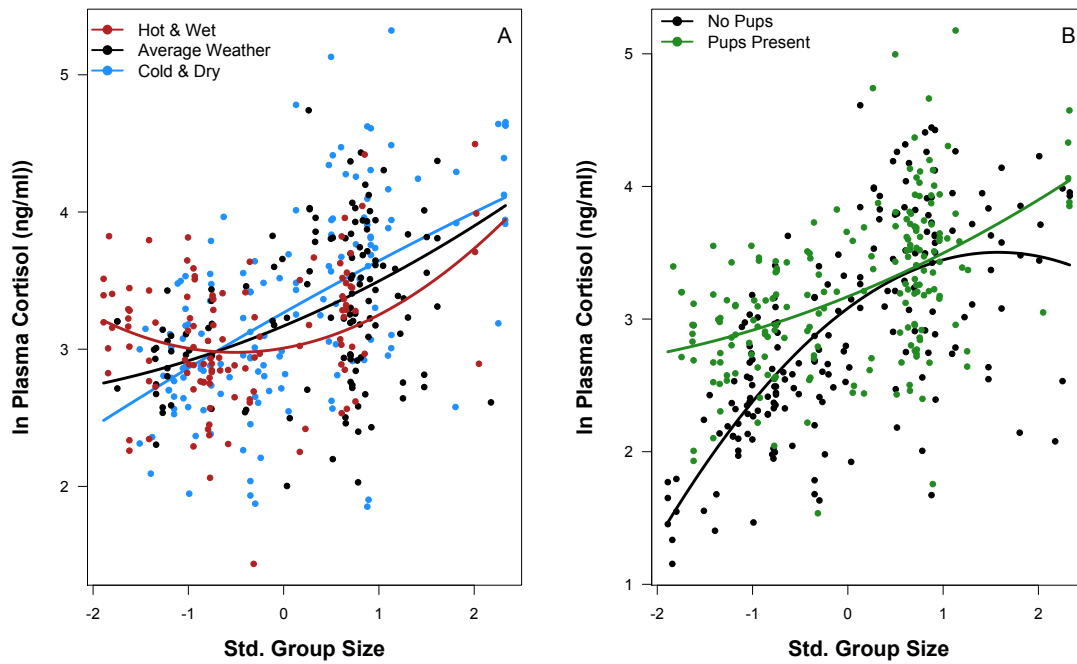 Hot & Wet
Average Weather
Cold & Dry
A
ln Plasma Cortisol (ng/ml))
5
4
3
2
-2 -1 0 1 2
Std. Group Size
No Pups
Pups Present
B
ln Plasma Cortisol (ng/ml))
5
4
3
2
1
-2 -1 0 1 2
Std. Group Size